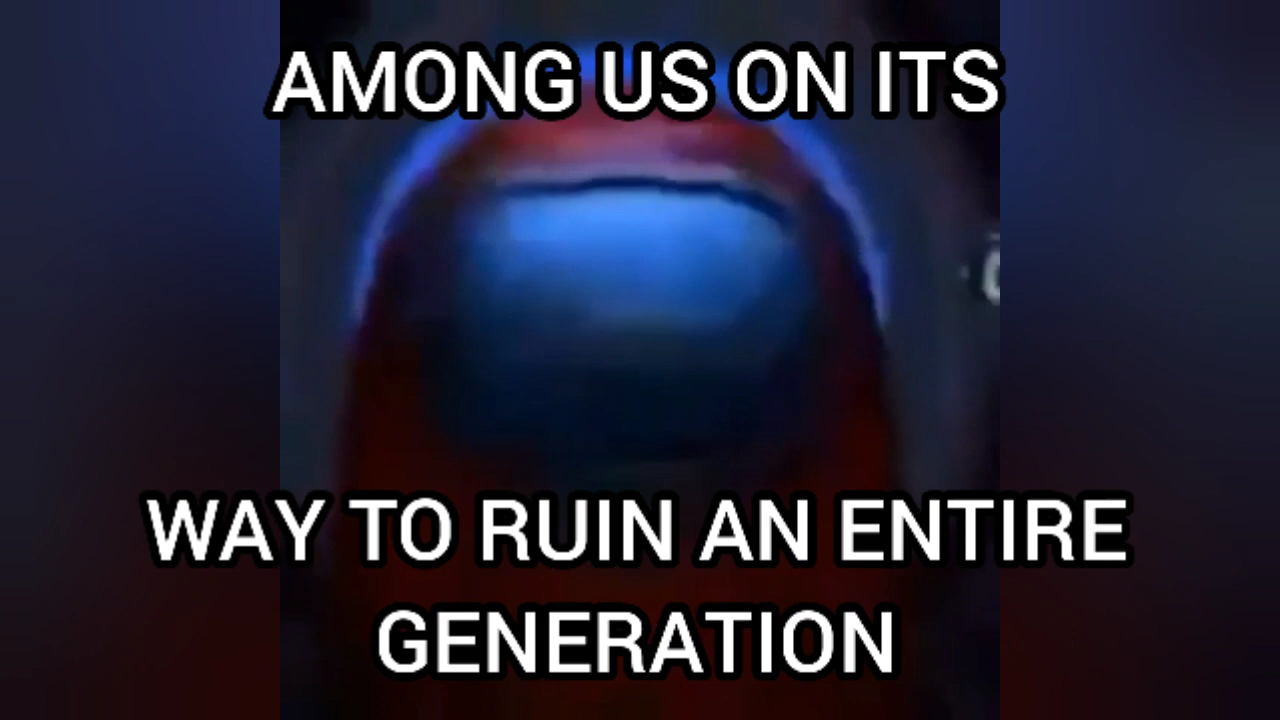 AMONG US ON ITS
WAY TO RUIN AN ENTIRE
GENERATION